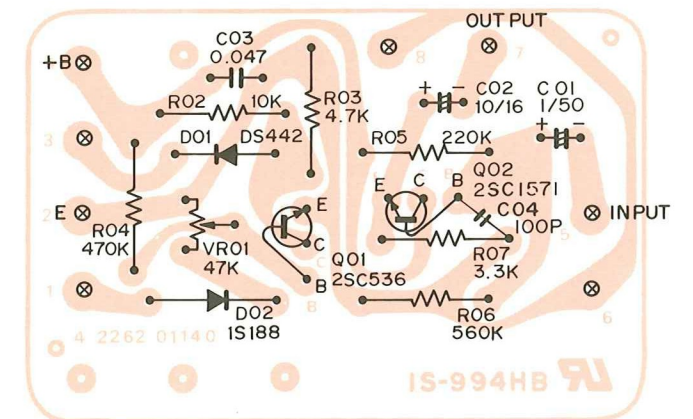 OUTPUT
8
7
+B
C03
0.047
R02
10K
R03
4.7K
+
-
C02
10/16
C01
1/50
+
-
3
D01
DS442
R05
220K
E
C
B
Q02
2SC1571
C04
100P
2
E
E
C
R04
470K
VR01
47K
Q01
2SC536
B
C
B
R07
3.3K
5
INPUT
1
D02
1S188
R06
560K
6
4 2262 01140
IS-994HB
UR